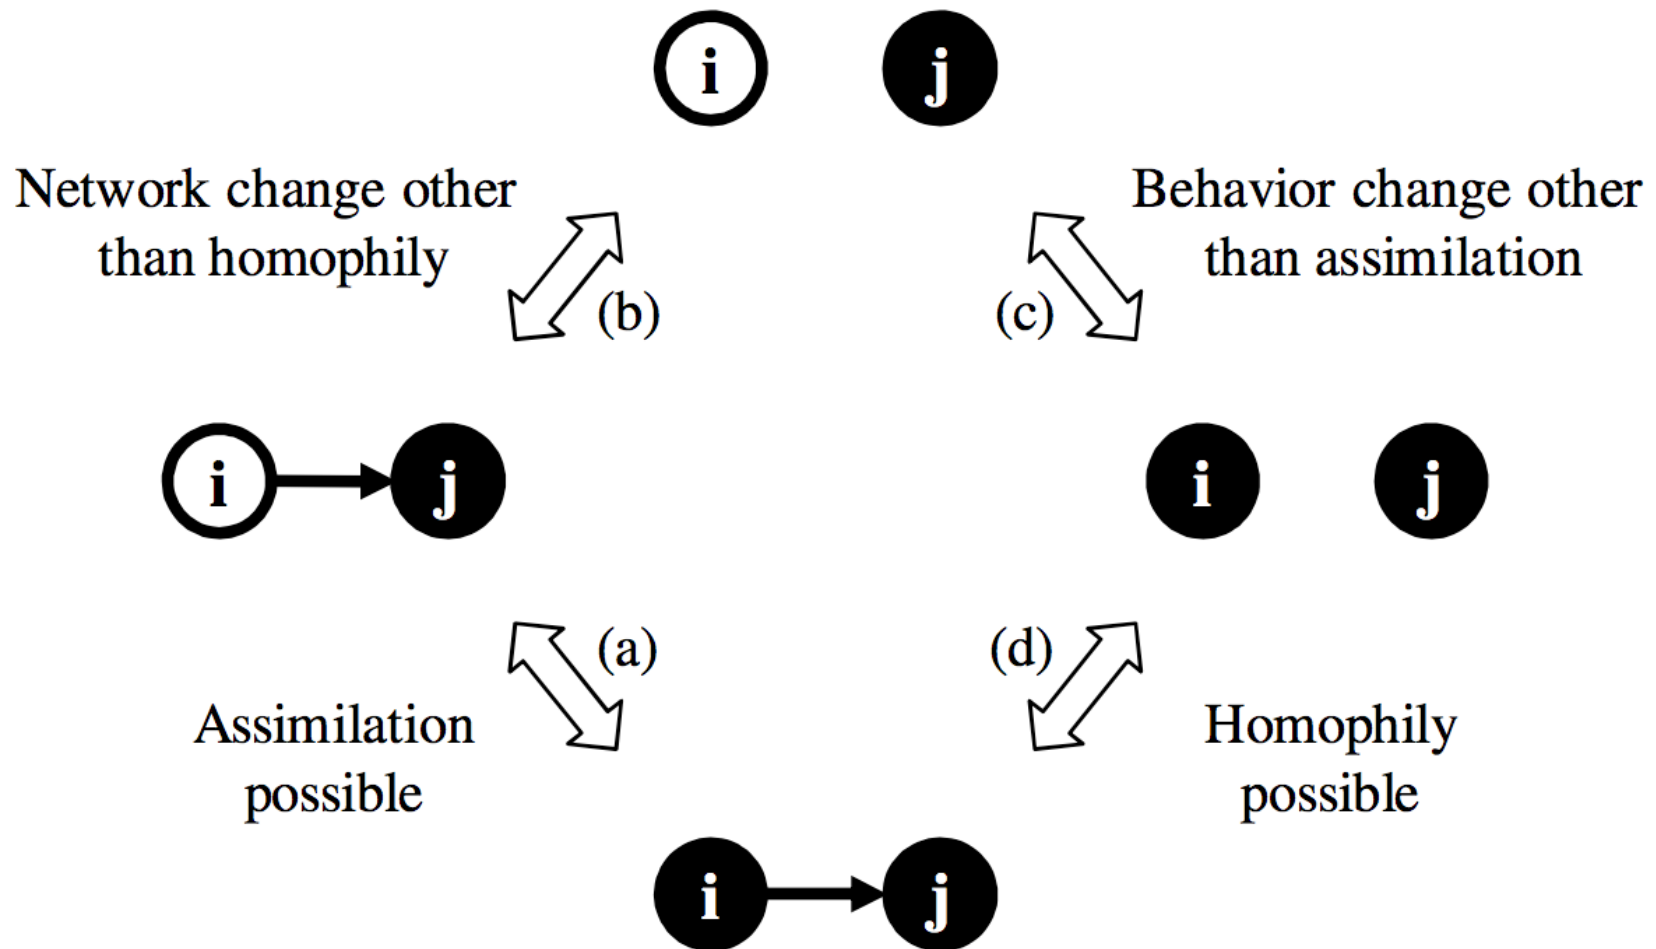 i j
Network change other
than homophily
Behavior change other
than assimilation
(b)
(c)
i j
i j
(a)
(d)
Assimilation
possible
Homophily
possible
i j